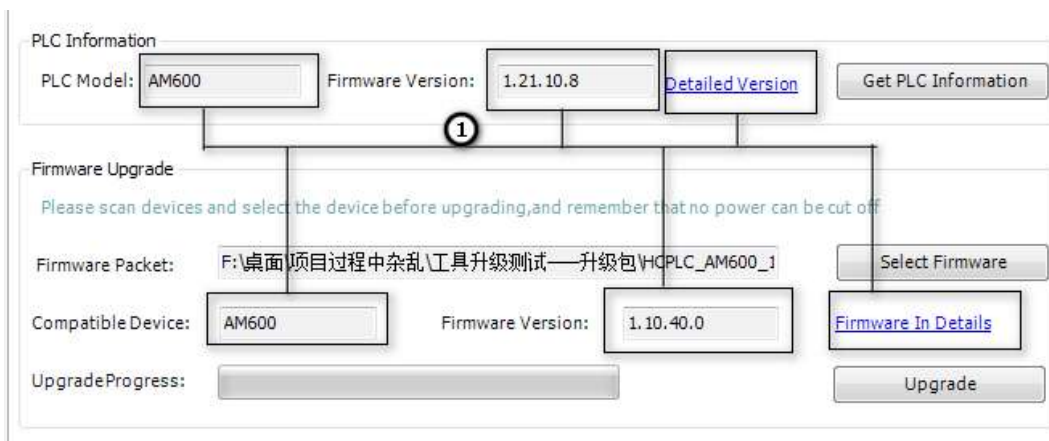 PLC Information
PLC Model: AM600 Firmware Version: 1.21.10.8 Detailed Version Get PLC Information
1
Firmware Upgrade
Please scan devices and select the device before upgrading,and remember that no power can be cut off
Firmware Packet: F:\桌面\项目过程中杂乱\工具升级测试——升级包\HCPLC_AM600_1 Select Firmware
Compatible Device: AM600 Firmware Version: 1.10.40.0 Firmware In Details
UpgradeProgress: Upgrade